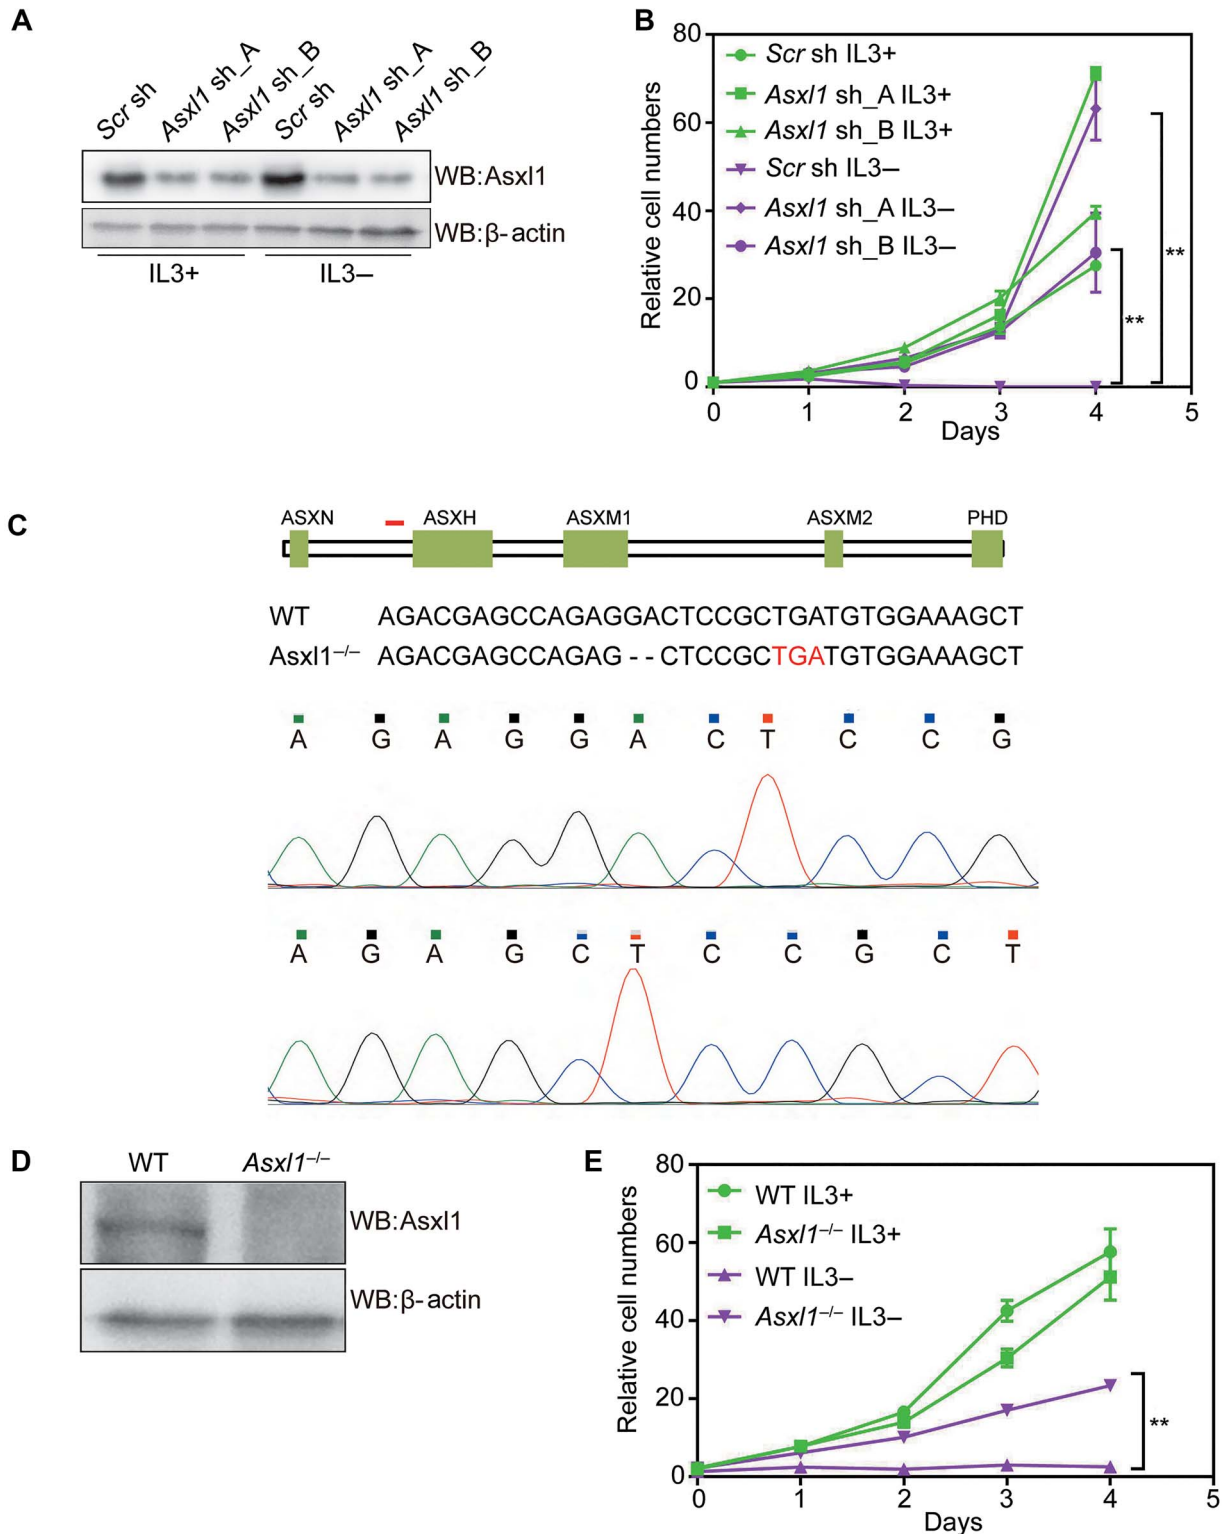 A
Scr sh
Asxl1 sh_A
Asxl1 sh_B
Scr sh
Asxl1 sh_A
Asxl1 sh_B
WB:Asxl1
WB:β-actin
IL3+
IL3–
B
80
60
40
20
0
Relative cell numbers
Scr sh IL3+
Asxl1 sh_A IL3+
Asxl1 sh_B IL3+
Scr sh IL3–
Asxl1 sh_A IL3–
Asxl1 sh_B IL3–
**
**
0 1 2 3 4 5
Days
C
ASXN ASXH ASXM1 ASXM2 PHD
WT AGACGAGCCAGAGGACTCCGCTGATGTGGAAAGCT
Asxl1–/– AGACGAGCCAGAG--CTCCGCTGATGTGGAAAGCT
A G A G G A C T C C G
A G A G C T C C G C T
D
WT Asxl1–/–
WB:Asxl1
WB:β-actin
E
80
60
40
20
0
Relative cell numbers
WT IL3+
Asxl1–/– IL3+
WT IL3–
Asxl1–/– IL3–
**
0 1 2 3 4 5
Days